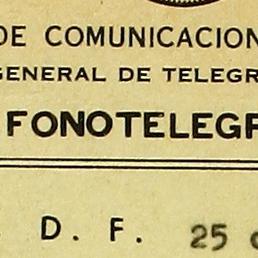 DE COMUNICACION
GENERAL DE TELEGR
FONOTELEGR
D. F. 25